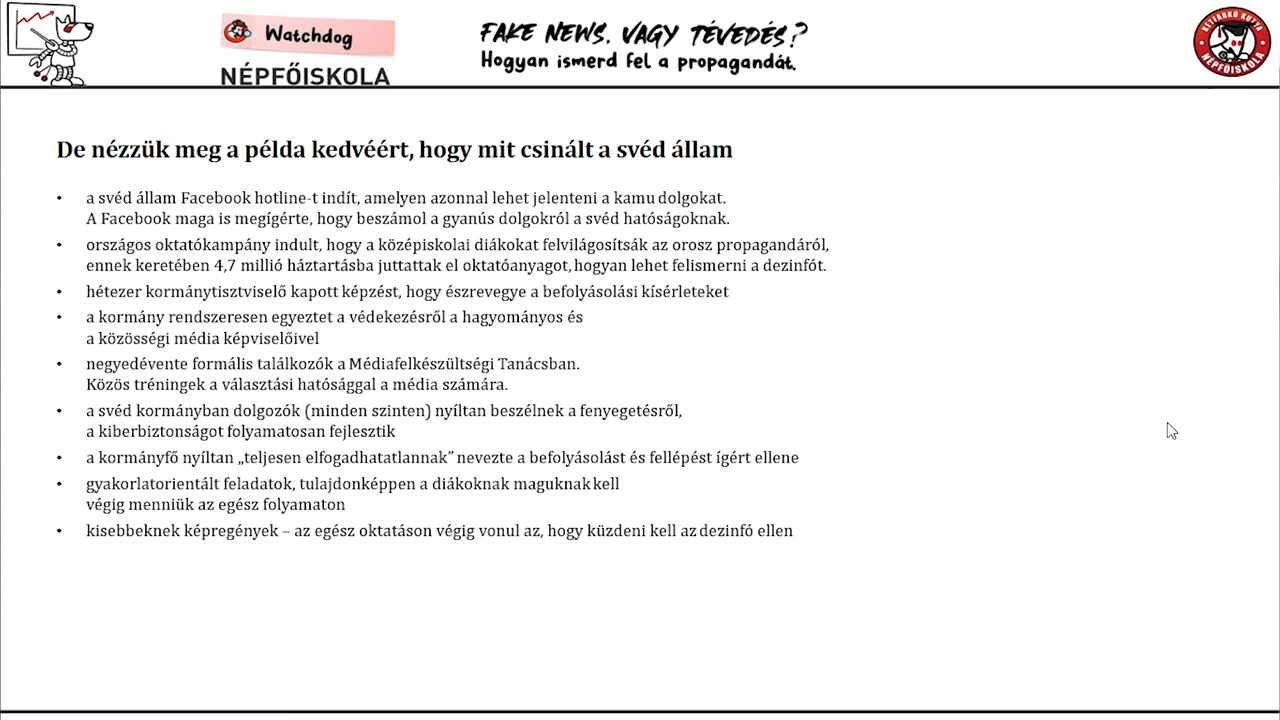 Watchdog
NÉPFŐISKOLA
FAKE NEWS, VAGY TÉVEDÉS?
Hogyan ismerd fel a propagandát.
KÉTFARKÚ KUTYA
NÉPFŐISKOLA
De nézzük meg a példa kedvéért, hogy mit csinált a svéd állam
• a svéd állam Facebook hotline-t indít, amelyen azonnal lehet jelenteni a kamu dolgokat.
A Facebook maga is megígérte, hogy beszámol a gyanús dolgokról a svéd hatóságoknak.
• országos oktatókampány indult, hogy a középiskolai diákokat felvilágosítsák az orosz propagandáról,
ennek keretében 4,7 millió háztartásba juttattak el oktatóanyagot, hogyan lehet felismerni a dezinfót.
• hétezer kormánytisztviselő kapott képzést, hogy észrevegye a befolyásolási kísérleteket
• a kormány rendszeresen egyeztet a védekezésről a hagyományos és
a közösségi média képviselőivel
• negyedévente formális találkozók a Médiafelkészültségi Tanácsban.
Közös tréningek a választási hatósággal a média számára.
• a svéd kormányban dolgozók (minden szinten) nyíltan beszélnek a fenyegetésről,
a kiberbiztonságot folyamatosan fejlesztik
• a kormányfő nyíltan „teljesen elfogadhatatlannak” nevezte a befolyásolást és fellépést ígért ellene
• gyakorlatorientált feladatok, tulajdonképpen a diákoknak maguknak kell
végig menniük az egész folyamaton
• kisebbeknek képregények – az egész oktatáson végig vonul az, hogy küzdeni kell az dezinfó ellen